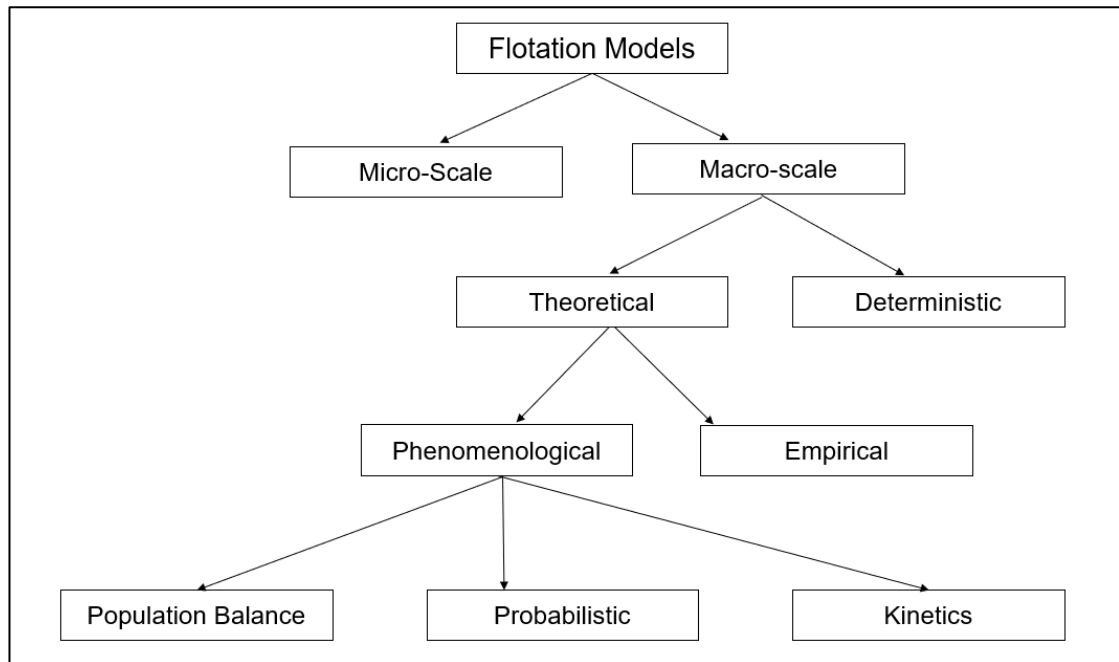 Flotation Models
Micro-Scale
Macro-scale
Theoretical
Deterministic
Phenomenological
Empirical
Population Balance
Probabilistic
Kinetics